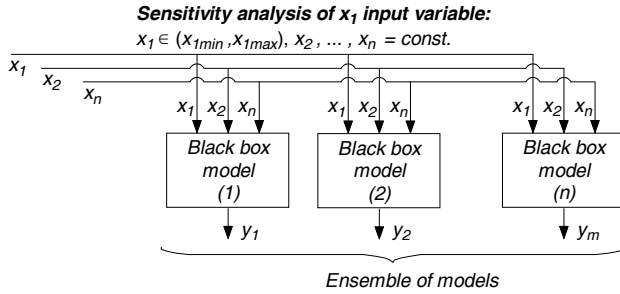 Sensitivity analysis of x1 input variable:
x1 ∈ (x1min ,x1max), x2 , ... , xn = const.
x1
x2
xn
x1 x2 xn
x1 x2 xn
x1 x2 xn
Black box
model
(1)
Black box
model
(2)
Black box
model
(n)
y1
y2
ym
Ensemble of models